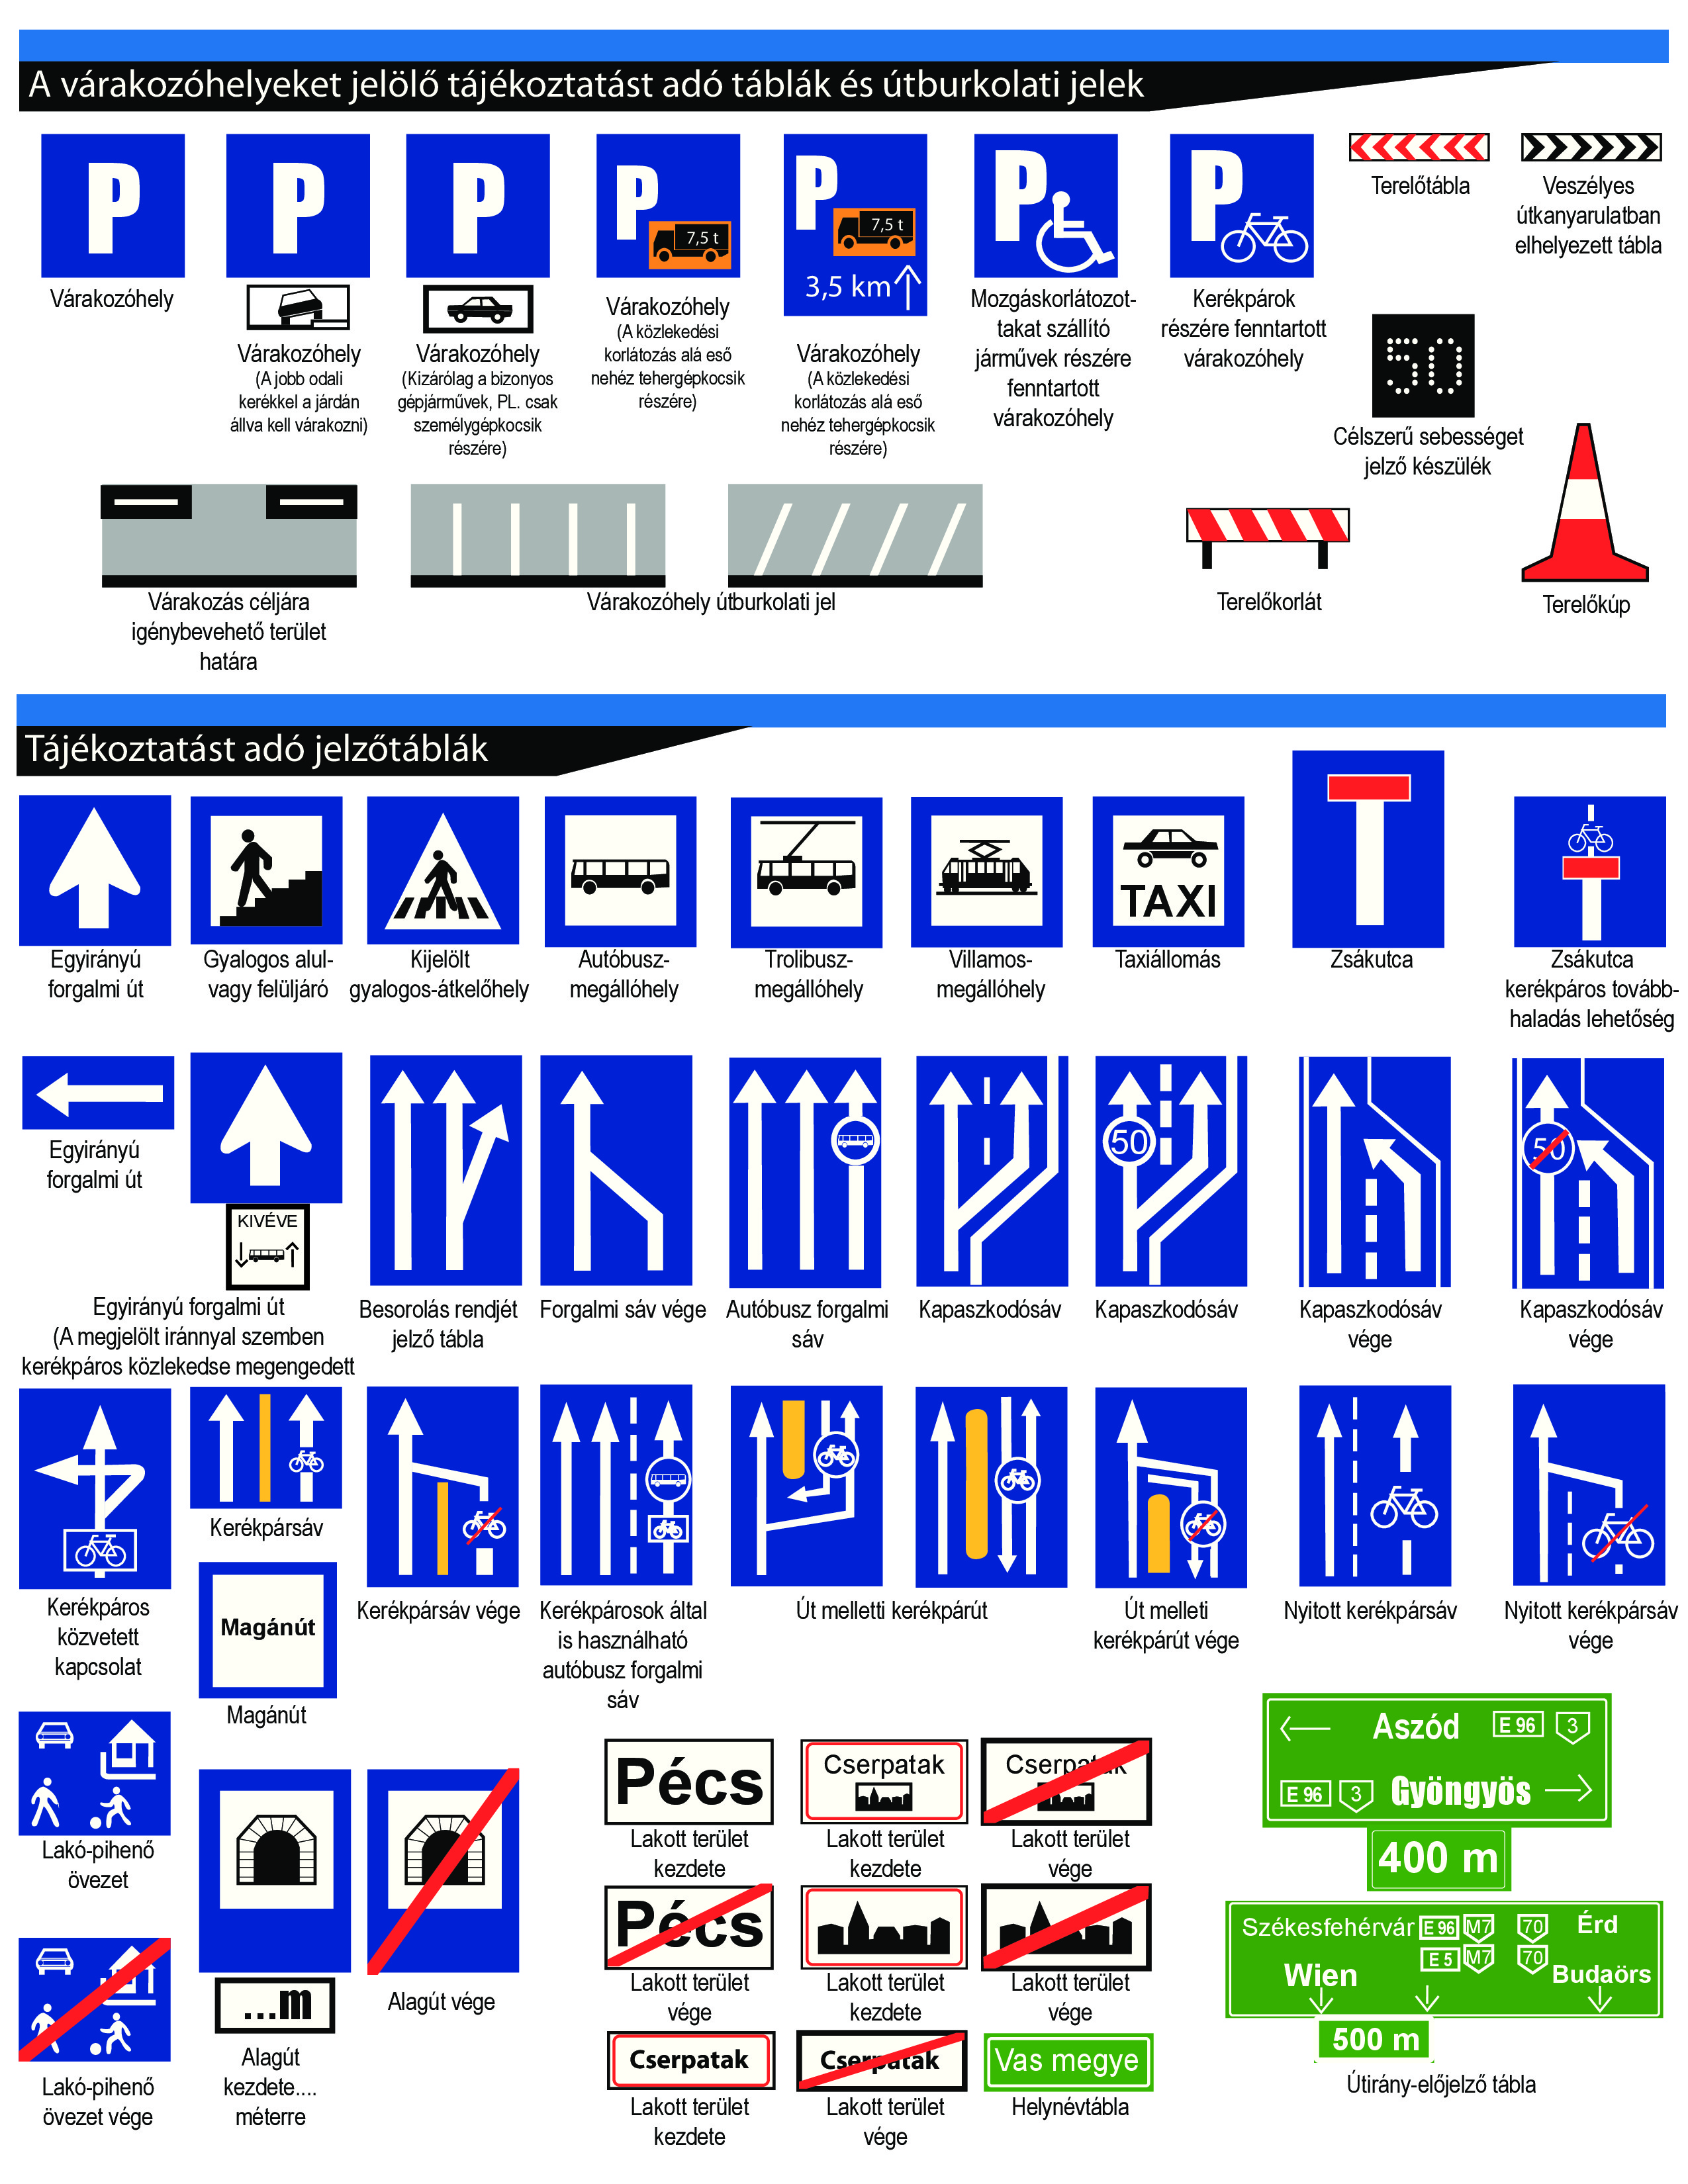 A várakozóhelyeket jelölő tájékoztatást adó táblák és útburkolati jelek
P
Várakozóhely
P
Várakozóhely
(A jobb odali
kerékkel a járdán
állva kell várakozni)
P
Várakozóhely
(Kizárólag a bizonyos
gépjárművek, PL. csak
személygépkocsik
részére)
P
7,5 t
Várakozóhely
(A közlekedési
korlátozás alá eső
nehéz tehergépkocsik
részére)
P
7,5 t
3,5 km
Várakozóhely
(A közlekedési
korlátozás alá eső
nehéz tehergépkocsik
részére)
P
Mozgáskorlátozot-
takat szállító
járművek részére
fenntartott
várakozóhely
P
Kerékpárok
részére fenntartott
várakozóhely
Terelőtábla
Veszélyes
útkanyarulatban
elhelyezett tábla
50
Célszerű sebességet
jelző készülék
Várakozás céljára
igénybevehető terület
határa
Várakozóhely útburkolati jel
Terelőkorlát
Terelőkúp
Tájékoztatást adó jelzőtáblák
Egyirányú
forgalmi út
Gyalogos alul-
vagy felüljáró
Kijelölt
gyalogos-átkelőhely
Autóbusz-
megállóhely
Trolibusz-
megállóhely
Villamos-
megállóhely
TAXI
Taxiállomás
Zsákutca
Zsákutca
kerékpáros tovább-
haladás lehetőség
Egyirányú
forgalmi út
KIVÉVE
Egyirányú forgalmi út
(A megjelölt iránnyal szemben
kerékpáros közlekedse megengedett
Besorolás rendjét
jelző tábla
Forgalmi sáv vége
Autóbusz forgalmi
sáv
Kapaszkodósáv
50
Kapaszkodósáv
Kapaszkodósáv
vége
50
Kapaszkodósáv
vége
Kerékpáros
közvetett
kapcsolat
Kerékpársáv
Magánút
Magánút
Kerékpársáv vége
Kerékpárosok által
is használható
autóbusz forgalmi
sáv
Út melletti kerékpárút
Út melleti
kerékpárút vége
Nyitott kerékpársáv
Nyitott kerékpársáv
vége
Lakó-pihenő
övezet
Lakó-pihenő
övezet vége
...m
Alagút
kezdete....
méterre
Alagút vége
Pécs
Lakott terület
kezdete
Cserpatak
Lakott terület
kezdete
Cserpatak
Lakott terület
vége
Pécs
Lakott terület
vége
Lakott terület
kezdete
Lakott terület
vége
Cserpatak
Lakott terület
kezdete
Cserpatak
Lakott terület
vége
Vas megye
Helynévtábla
Aszód E 96 3
E 96 3 Gyöngyös
400 m
Székesfehérvár E 96 M7 70 Érd
Wien E 5 M7 70 Budaörs
500 m
Útirány-előjelző tábla